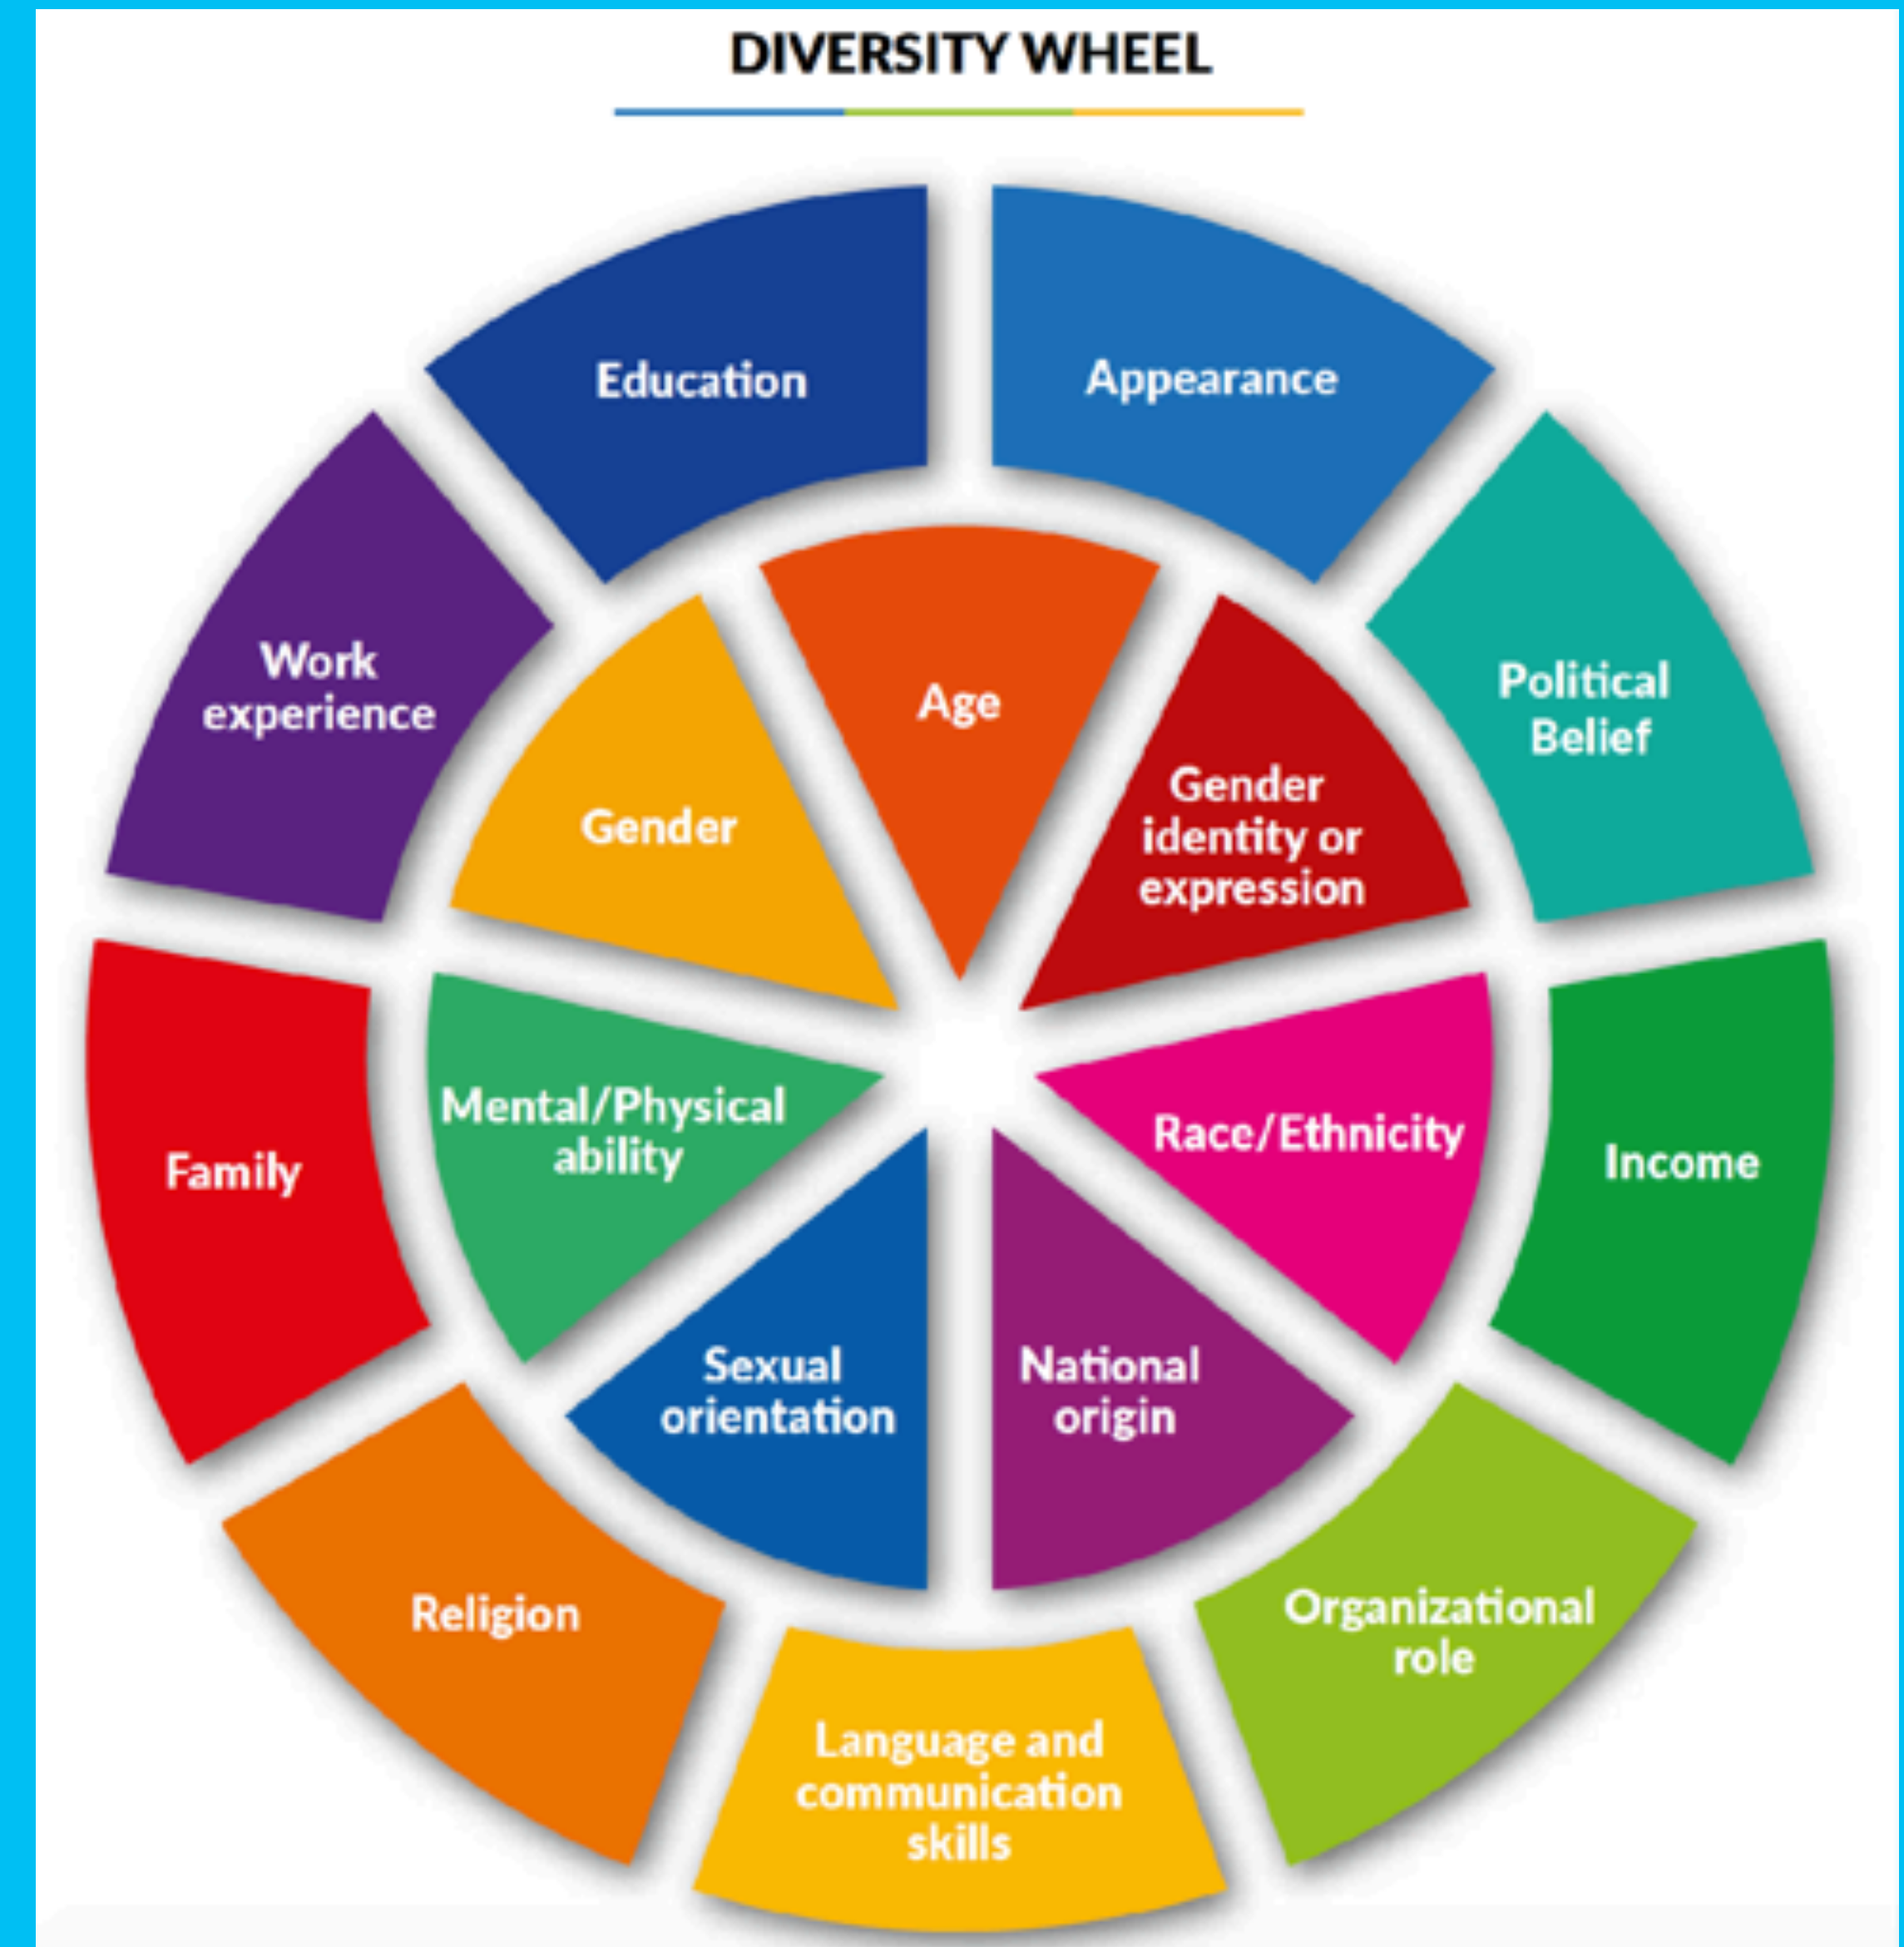 DIVERSITY WHEEL
Education
Appearance
Work
experience
Political
Belief
Age
Gender
Gender
identity or
expression
Mental/Physical
ability
Race/Ethnicity
Family
Income
Sexual
orientation
National
origin
Religion
Organizational
role
Language and
communication
skills